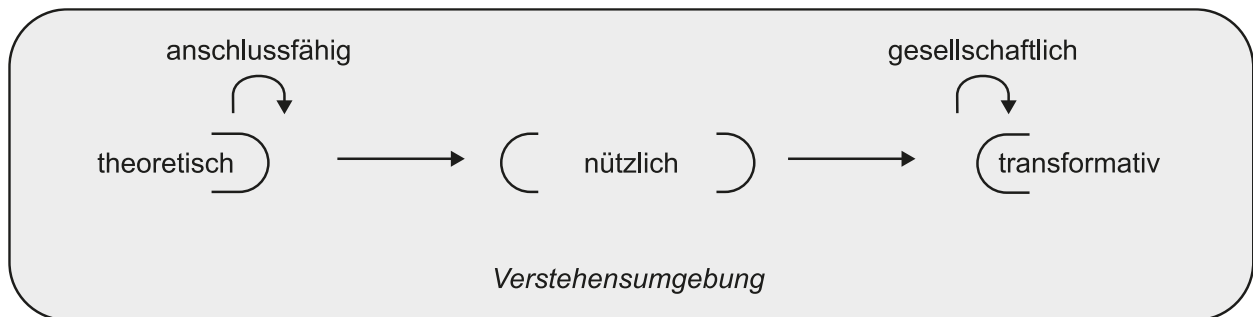 anschlussfähig
gesellschaftlich
theoretisch
nützlich
transformativ
Verstehensumgebung